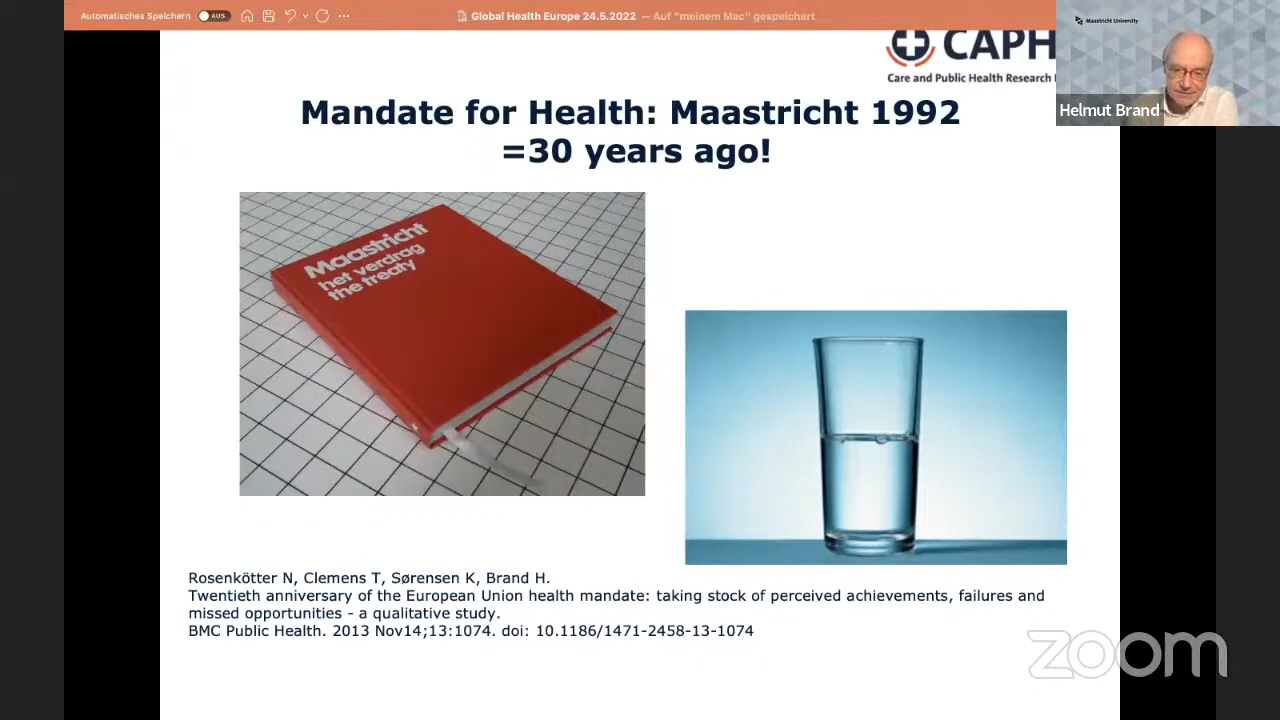 Automatisches Speichern AUS Global Health Europe 24.5.2022 — Auf "meinem Mac" gespeichert
Maastricht University
CAPH
Care and Public Health Research
Helmut Brand
Mandate for Health: Maastricht 1992
=30 years ago!
Maastricht
het verdrag
the treaty
Rosenkötter N, Clemens T, Sørensen K, Brand H.
Twentieth anniversary of the European Union health mandate: taking stock of perceived achievements, failures and
missed opportunities - a qualitative study.
BMC Public Health. 2013 Nov14;13:1074. doi: 10.1186/1471-2458-13-1074
zoom